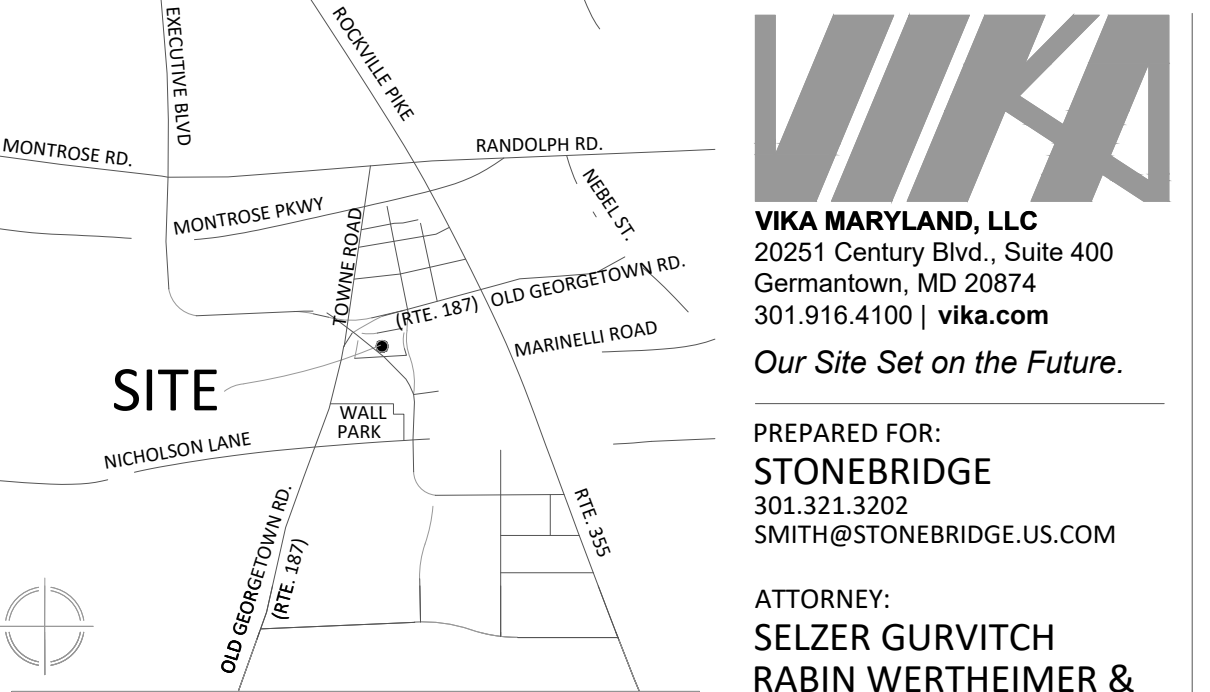 EXECUTIVE BLVD
ROCKVILLE PIKE
MONTROSE RD.
RANDOLPH RD.
NEBEL ST.
MONTROSE PKWY
TOWNE ROAD
OLD GEORGETOWN RD.
(RTE. 187)
MARINELLI ROAD
SITE
WALL
PARK
NICHOLSON LANE
RTE. 355
OLD GEORGETOWN RD.
(RTE. 187)
VIKA
VIKA MARYLAND, LLC
20251 Century Blvd., Suite 400
Germantown, MD 20874
301.916.4100 | vika.com
Our Site Set on the Future.
PREPARED FOR:
STONEBRIDGE
301.321.3202
SMITH@STONEBRIDGE.US.COM
ATTORNEY:
SELZER GURVITCH
RABIN WERTHEIMER &